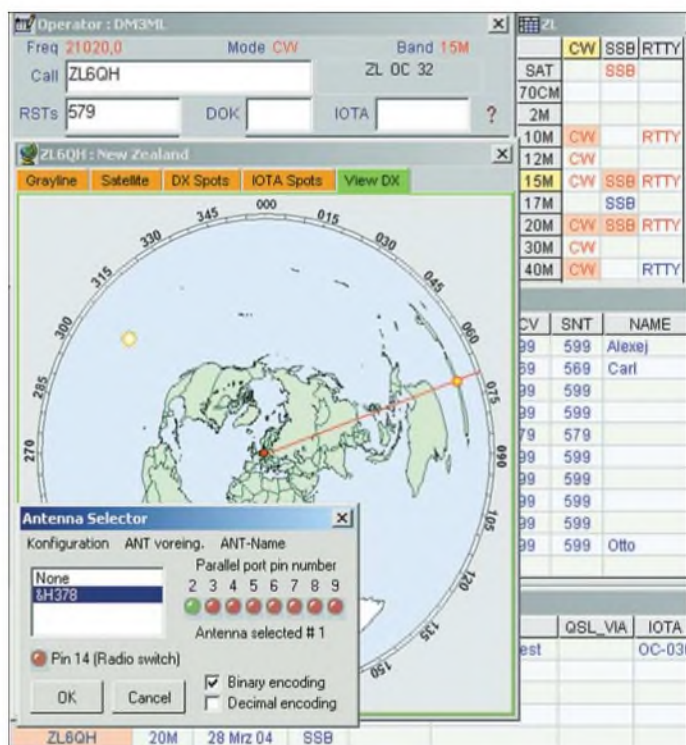 Operator : DM3ML
Freq 21020,0 Mode CW Band 15M
Call ZL6QH ZL OC 32
RSTs 579 DOK IOTA ?
ZL
CW SSB RTTY
SAT SSB
70CM
2M
10M CW RTTY
12M CW
15M CW SSB RTTY
17M SSB
20M CW SSB RTTY
30M CW
40M CW RTTY
ZL6QH : New Zealand
Grayline Satellite DX Spots IOTA Spots View DX
000
345 015
330 030
315 045
300 060
285 075
270 090
105
120
135
150
CV SNT NAME
99 599 Alexej
69 569 Carl
99 599
99 599
79 579
99 599
99 599
99 599
99 599
99 599 Otto
Antenna Selector
Konfiguration ANT voreing. ANT-Name
None
&H378
Parallel port pin number
2 3 4 5 6 7 8 9
Antenna selected # 1
Pin 14 (Radio switch)
OK Cancel
Binary encoding
Decimal encoding
QSL_VIA IOTA
est OC-036
ZL6QH 20M 28 Mrz 04 SSB